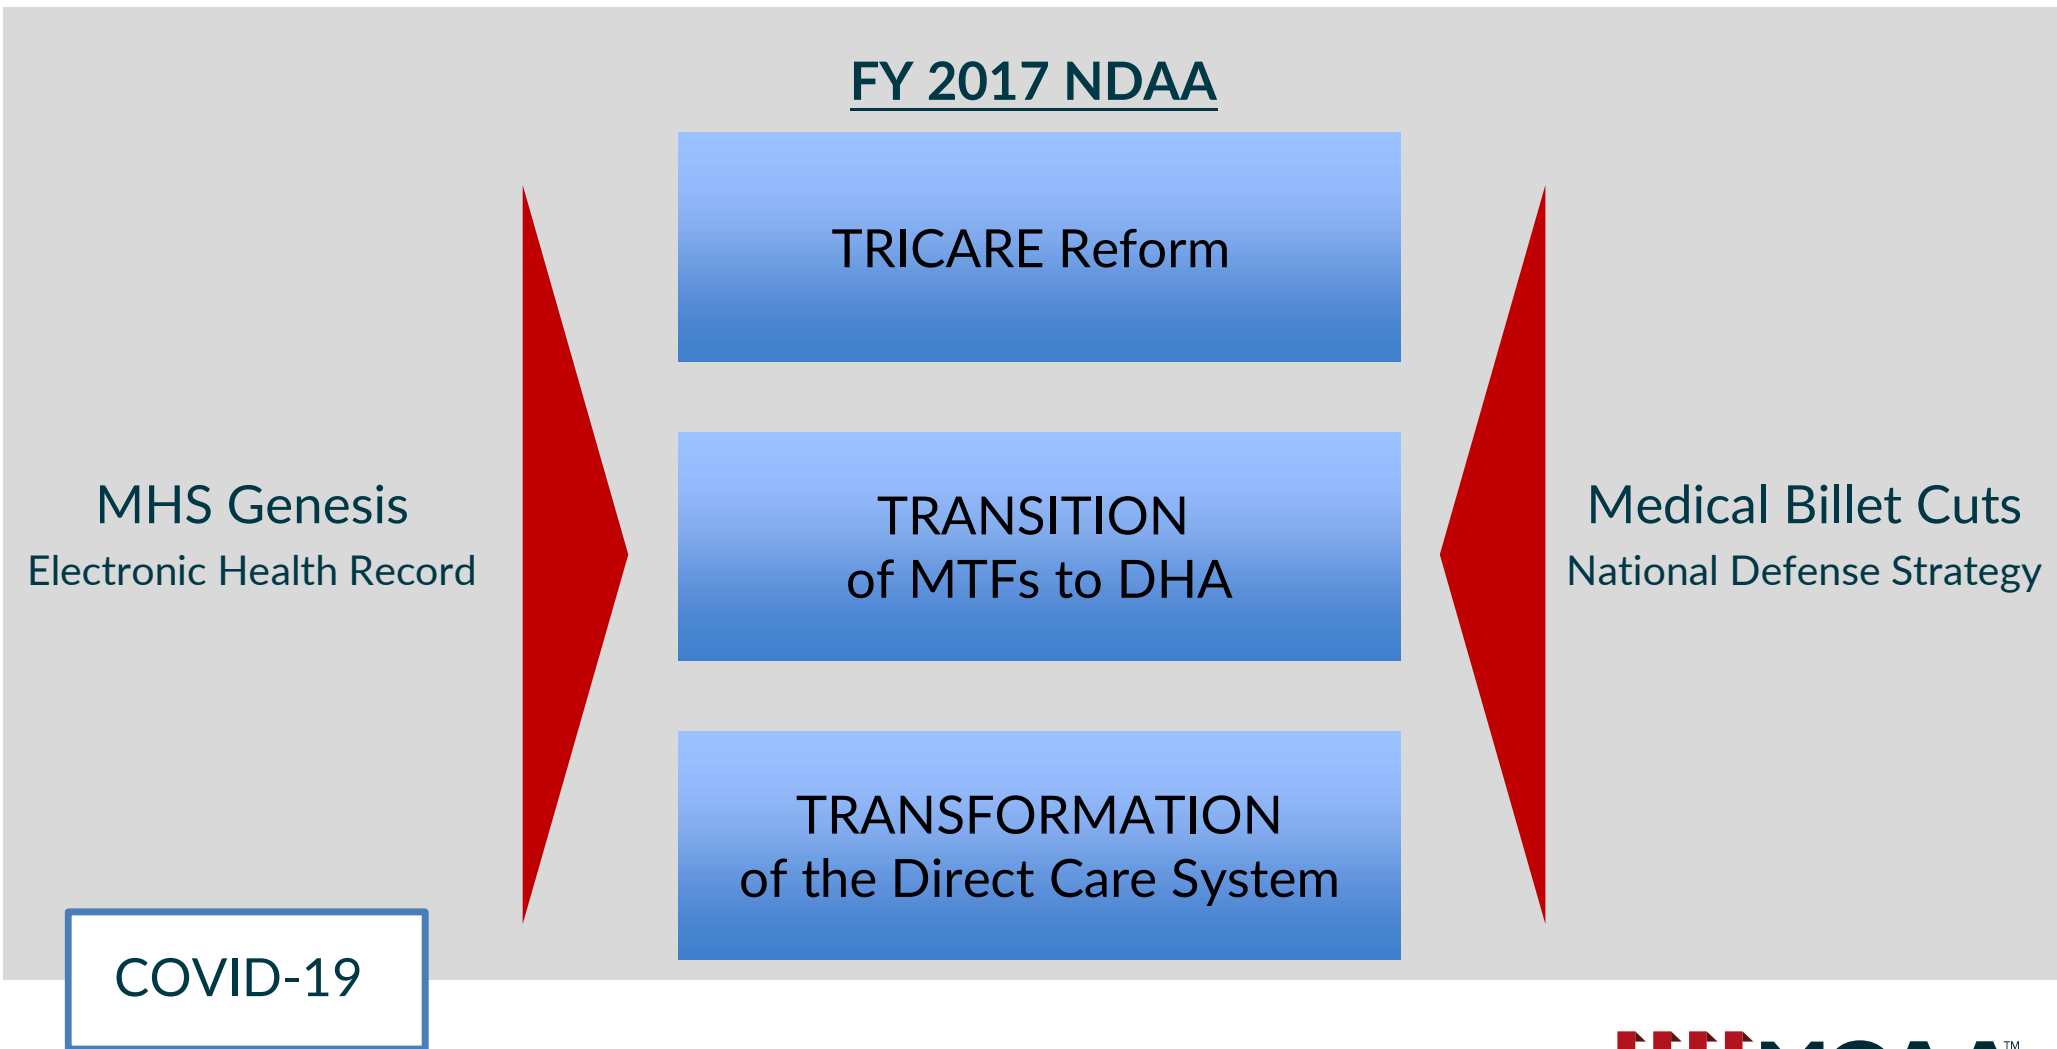 FY 2017 NDAA
TRICARE Reform
MHS Genesis
Electronic Health Record
TRANSITION
of MTFs to DHA
Medical Billet Cuts
National Defense Strategy
TRANSFORMATION
of the Direct Care System
COVID-19
MOAA™